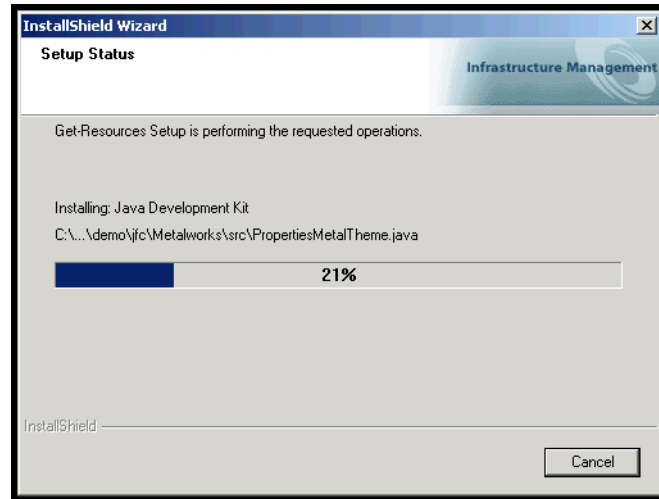 InstallShield Wizard
Setup Status
Infrastructure Management
Get-Resources Setup is performing the requested operations.
Installing: Java Development Kit
C:\...\demo\jfc\Metalworks\src\PropertiesMetalTheme.java
21%
InstallShield
Cancel